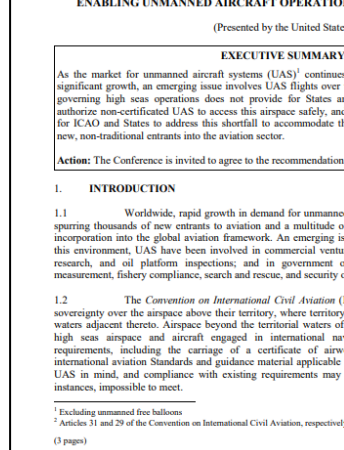 ENABLING UNMANNED AIRCRAFT OPERATIO
(Presented by the United State
EXECUTIVE SUMMARY
As the market for unmanned aircraft systems (UAS)1 continues
significant growth, an emerging issue involves UAS flights over
governing high seas operations does not provide for States an
authorize non-certificated UAS to access this airspace safely, and
for ICAO and States to address this shortfall to accommodate th
new, non-traditional entrants into the aviation sector.
Action: The Conference is invited to agree to the recommendation
1. INTRODUCTION
1.1 Worldwide, rapid growth in demand for unmanne
spurring thousands of new entrants to aviation and a multitude o
incorporation into the global aviation framework. An emerging is
this environment, UAS have been involved in commercial ventu
research, and oil platform inspections; and in government o
measurement, fishery compliance, search and rescue, and security o
1.2 The Convention on International Civil Aviation (
sovereignty over the airspace above their territory, where territory
waters adjacent thereto. Airspace beyond the territorial waters of
high seas airspace and aircraft engaged in international nav
requirements, including the carriage of a certificate of airw
international aviation Standards and guidance material applicable
UAS in mind, and compliance with existing requirements may
instances, impossible to meet.
1 Excluding unmanned free balloons
2 Articles 31 and 29 of the Convention on International Civil Aviation, respectively
(3 pages)